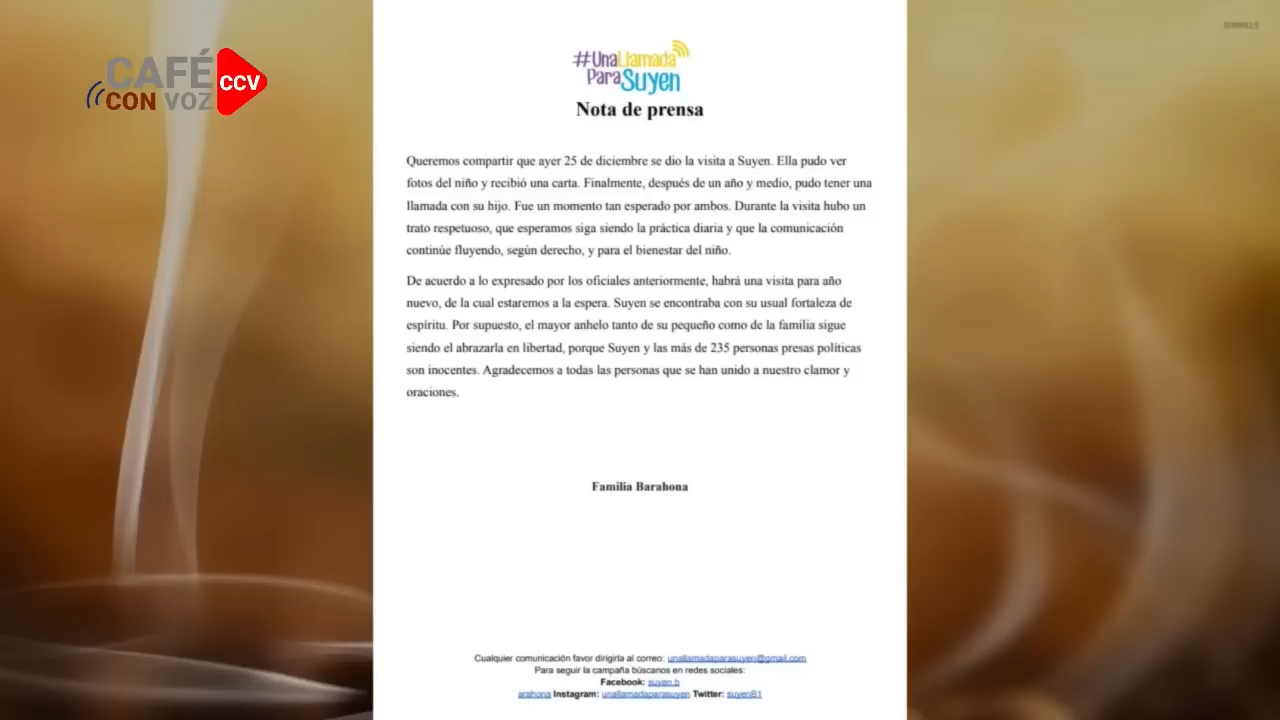 CAFÉ
CON VOZ
CCV
#UnaLlamada
ParaSuyen
Nota de prensa
Queremos compartir que ayer 25 de diciembre se dio la visita a Suyen. Ella pudo ver
fotos del niño y recibió una carta. Finalmente, después de un año y medio, pudo tener una
llamada con su hijo. Fue un momento tan esperado por ambos. Durante la visita hubo un
trato respetuoso, que esperamos siga siendo la práctica diaria y que la comunicación
continúe fluyendo, según derecho, y para el bienestar del niño.
De acuerdo a lo expresado por los oficiales anteriormente, habrá una visita para año
nuevo, de la cual estaremos a la espera. Suyen se encontraba con su usual fortaleza de
espíritu. Por supuesto, el mayor anhelo tanto de su pequeño como de la familia sigue
siendo el abrazarla en libertad, porque Suyen y las más de 235 personas presas políticas
son inocentes. Agradecemos a todas las personas que se han unido a nuestro clamor y
oraciones.
Familia Barahona
Cualquier comunicación favor dirigirla al correo: unallamadaparasuyen@gmail.com
Para seguir la campaña búscanos en redes sociales:
Facebook: suyen.b
arahona Instagram: unallamadaparasuyen Twitter: suyenB1